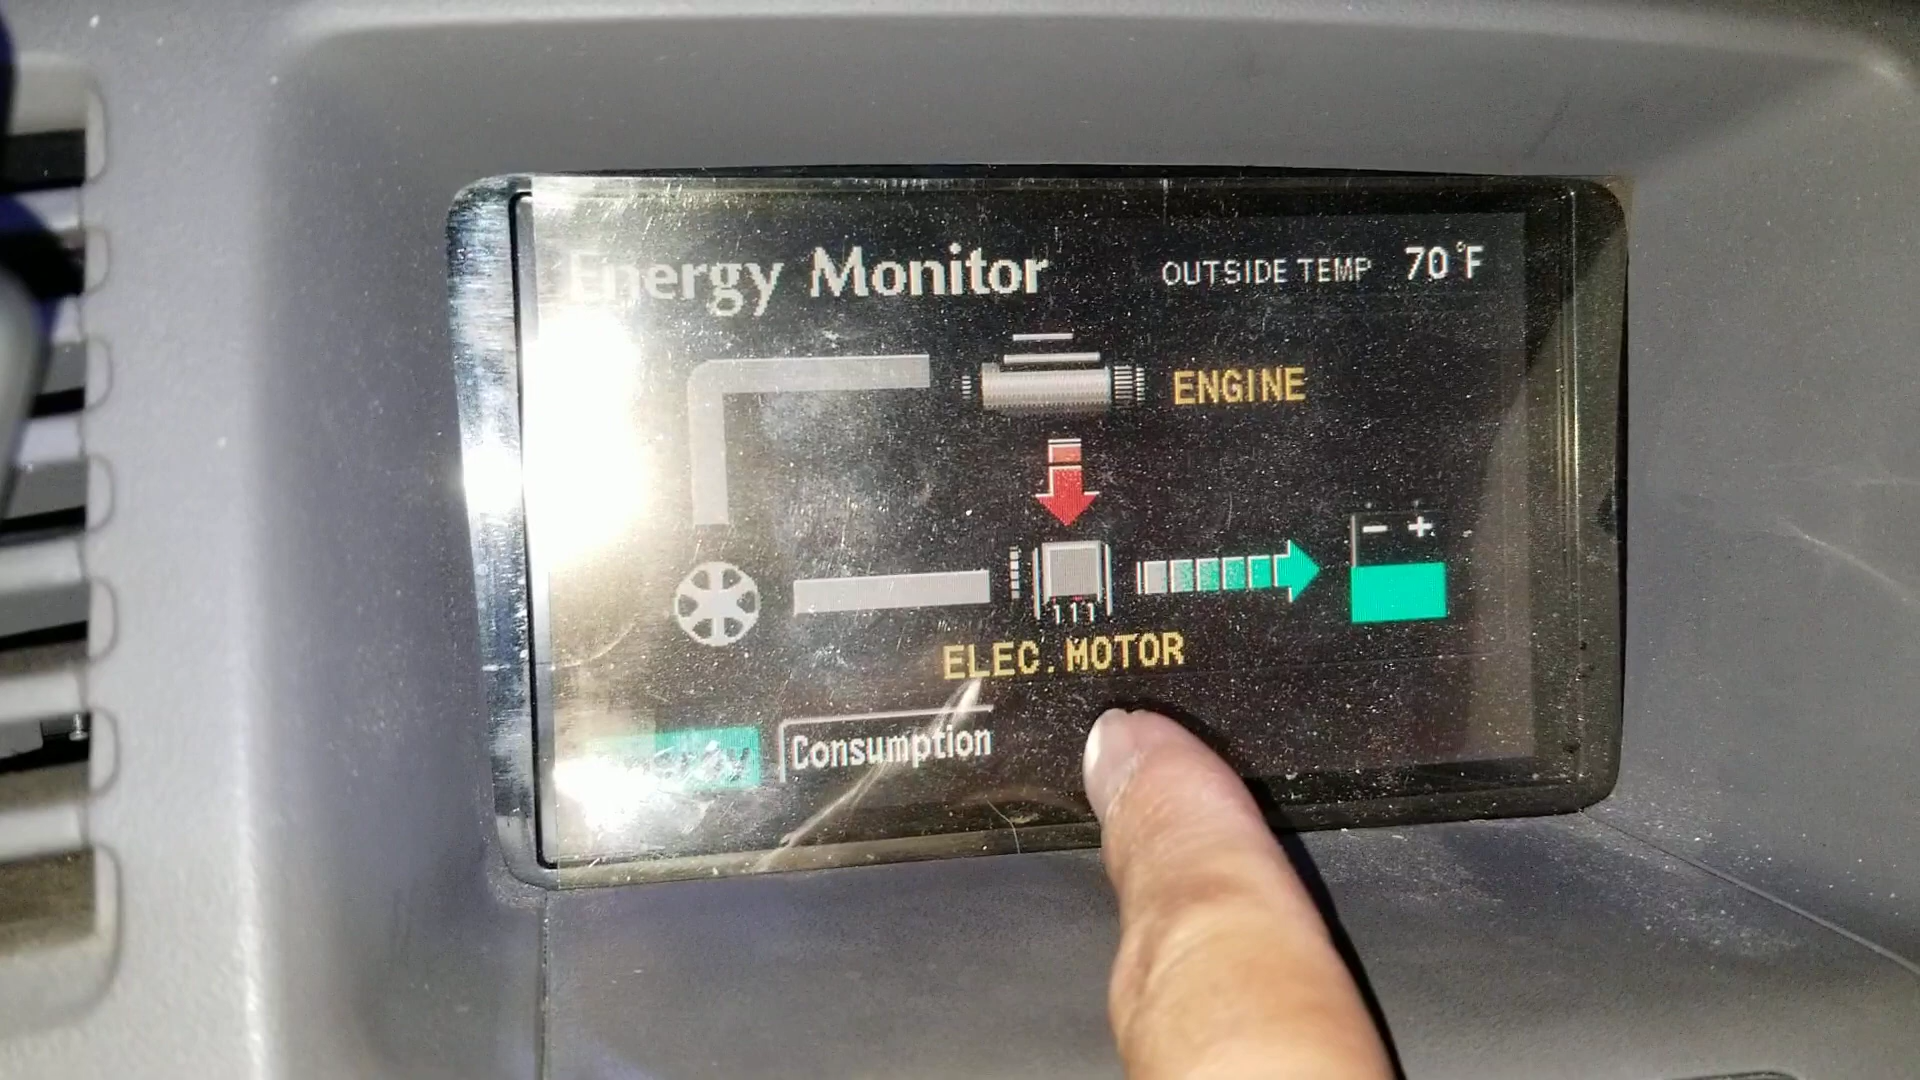 Energy Monitor
OUTSIDE TEMP 70°F
ENGINE
- +
ELEC.MOTOR
Consumption